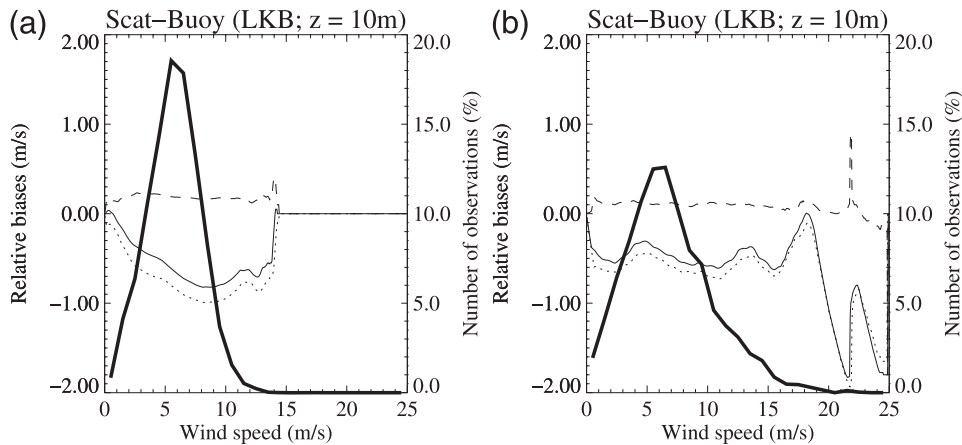 (a) Scat–Buoy (LKB; z = 10m)
2.00
1.00
0.00
−1.00
−2.00
Relative biases (m/s)
20.0
15.0
10.0
5.0
0.0
Number of observations (%)
0 5 10 15 20 25
Wind speed (m/s)
(b) Scat–Buoy (LKB; z = 10m)
2.00
1.00
0.00
−1.00
−2.00
Relative biases (m/s)
20.0
15.0
10.0
5.0
0.0
Number of observations (%)
0 5 10 15 20 25
Wind speed (m/s)